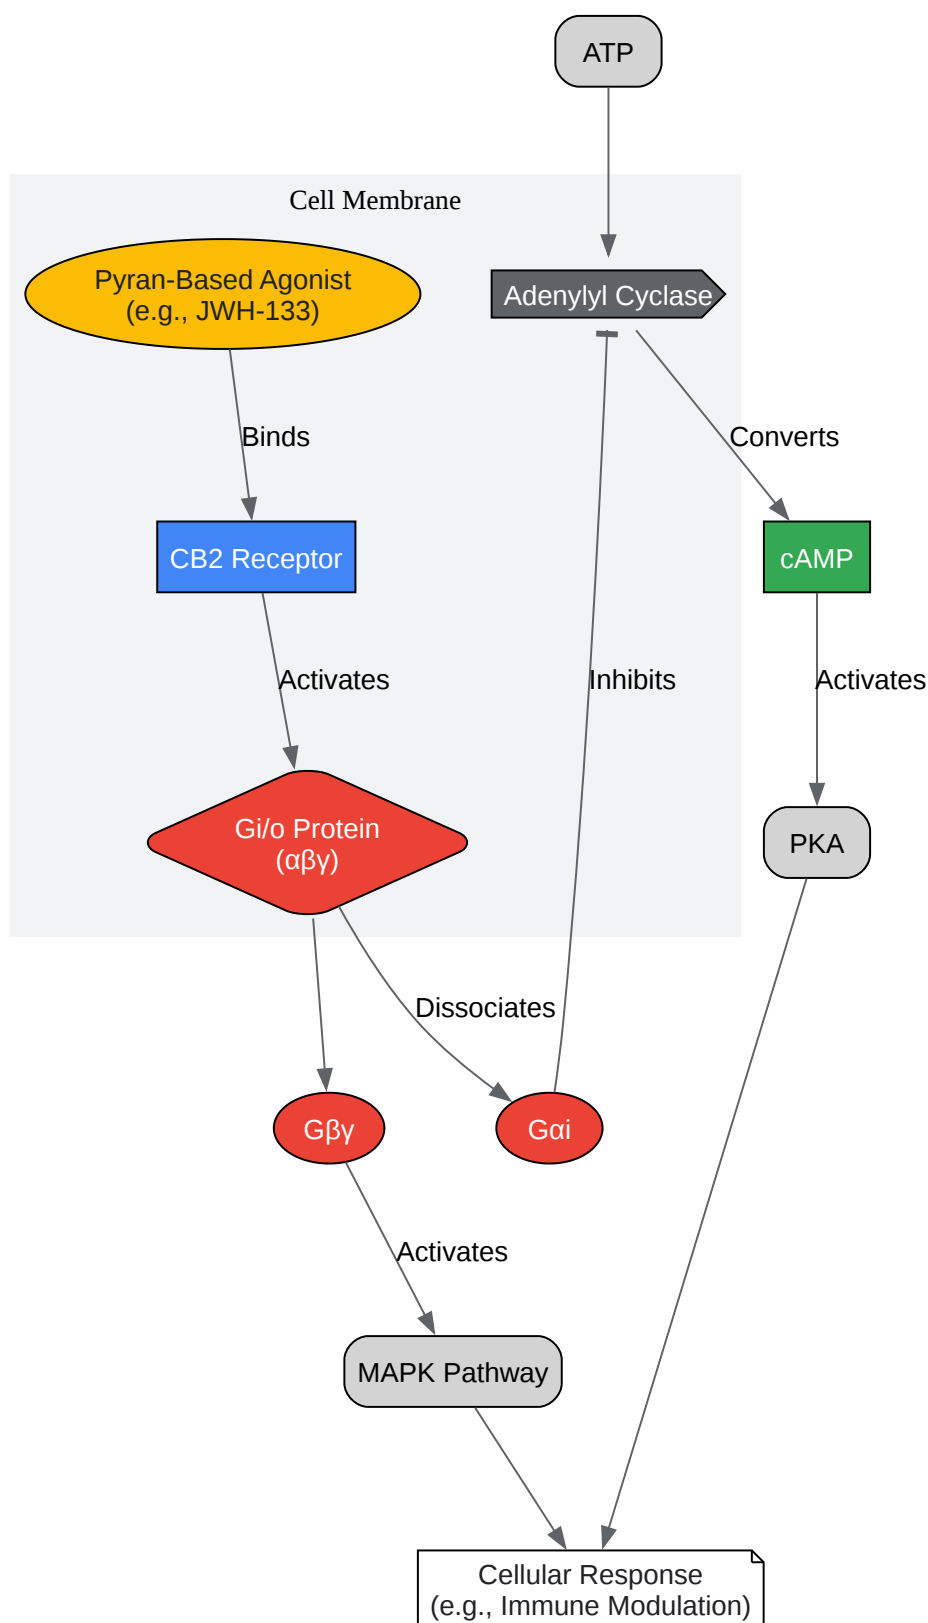 ATP
Cell Membrane
Pyran-Based Agonist
(e.g., JWH-133)
Adenylyl Cyclase
Binds
Converts
CB2 Receptor
cAMP
Activates
Inhibits
Activates
Gi/o Protein
(αβγ)
PKA
Dissociates
Gβγ
Gαi
Activates
MAPK Pathway
Cellular Response
(e.g., Immune Modulation)